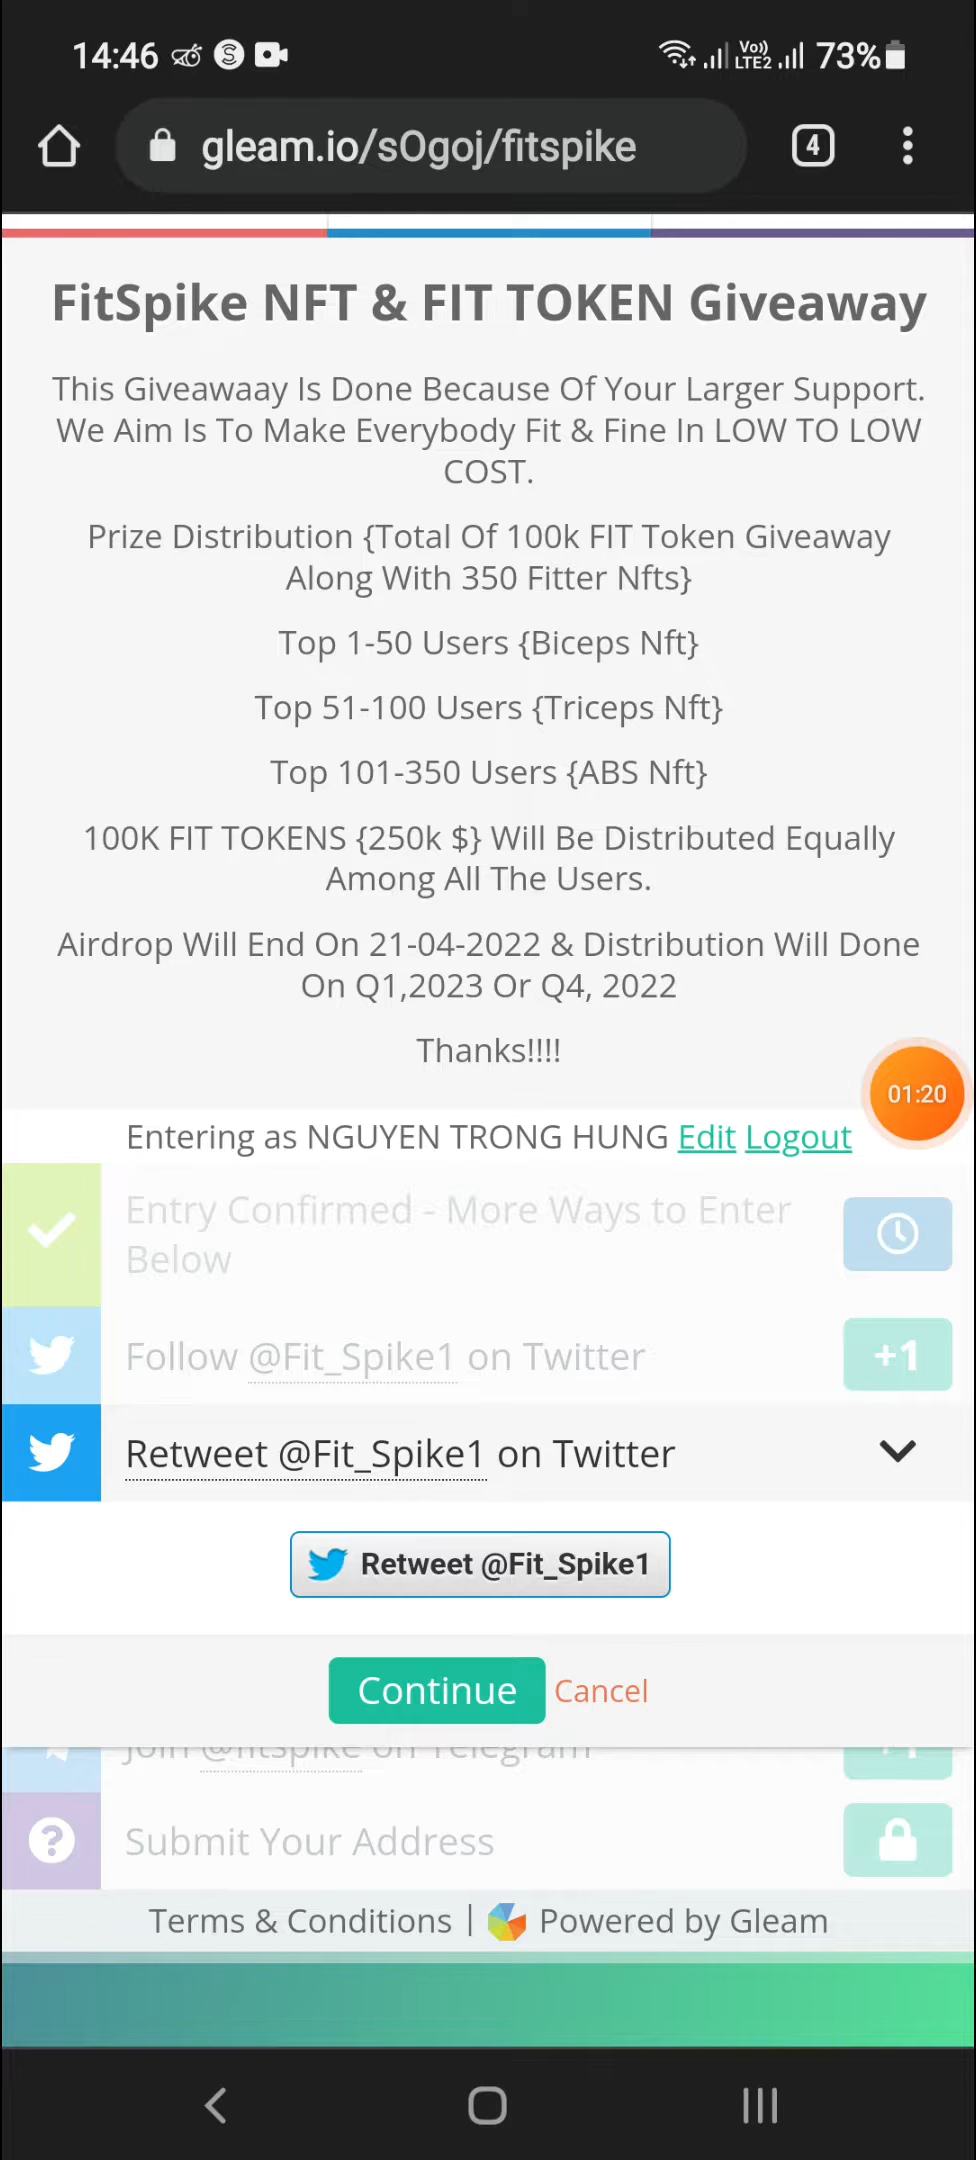 14:46
Vo))
LTE2
73%
gleam.io/sOgoj/fitspike
4
FitSpike NFT & FIT TOKEN Giveaway
This Giveawaay Is Done Because Of Your Larger Support.
We Aim Is To Make Everybody Fit & Fine In LOW TO LOW
COST.
Prize Distribution {Total Of 100k FIT Token Giveaway
Along With 350 Fitter Nfts}
Top 1-50 Users {Biceps Nft}
Top 51-100 Users {Triceps Nft}
Top 101-350 Users {ABS Nft}
100K FIT TOKENS {250k $} Will Be Distributed Equally
Among All The Users.
Airdrop Will End On 21-04-2022 & Distribution Will Done
On Q1,2023 Or Q4, 2022
Thanks!!!!
01:20
Entering as NGUYEN TRONG HUNG Edit Logout
Entry Confirmed - More Ways to Enter
Below
Follow @Fit_Spike1 on Twitter
+1
Retweet @Fit_Spike1 on Twitter
Retweet @Fit_Spike1
Continue Cancel
Join @fitspike on Telegram
Submit Your Address
Terms & Conditions | Powered by Gleam